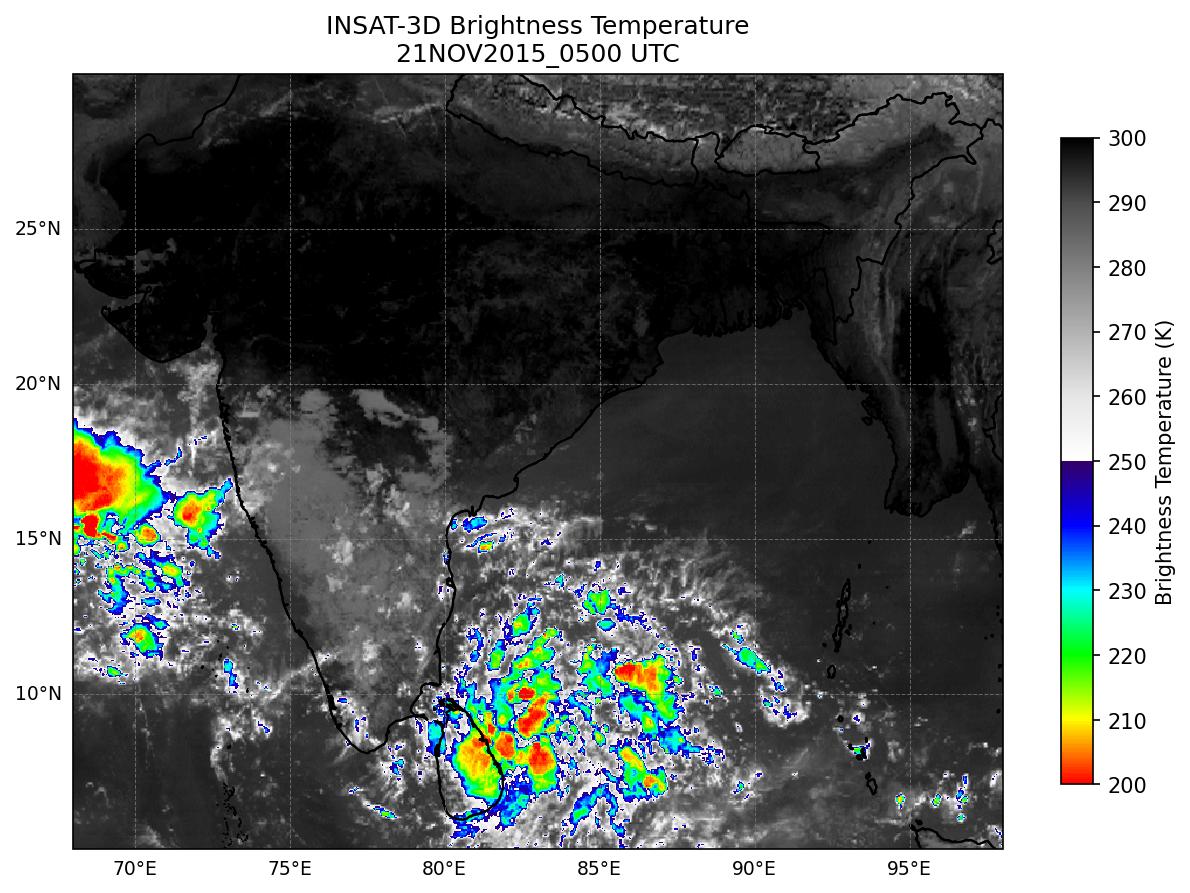 INSAT-3D Brightness Temperature
21NOV2015_0500 UTC
25°N
20°N
15°N
10°N
70°E
75°E
80°E
85°E
90°E
95°E
300
290
280
270
260
250
240
230
220
210
200
Brightness Temperature (K)